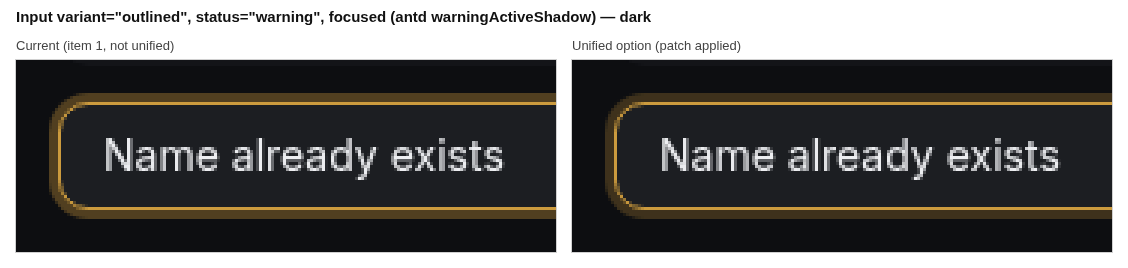 Input variant="outlined", status="warning", focused (antd warningActiveShadow) — dark
Current (item 1, not unified)
Unified option (patch applied)
Name already exists
Name already exists